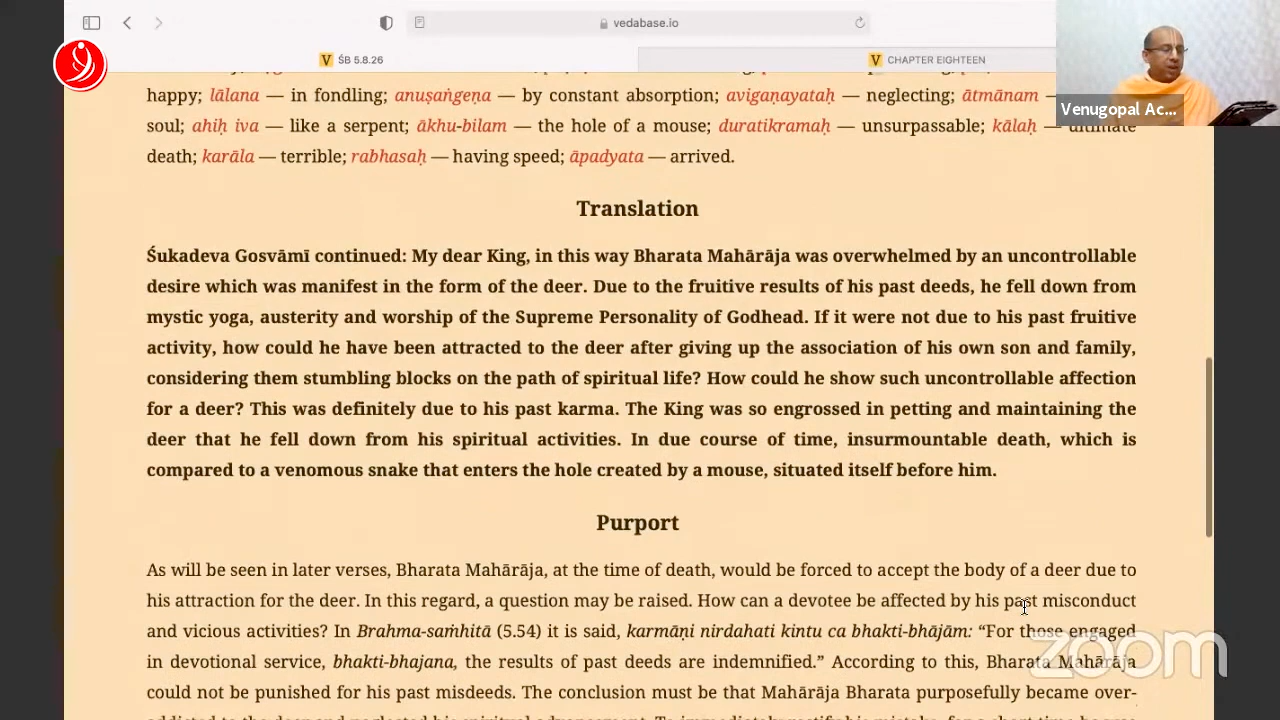 vedabase.io
ŚB 5.8.26
CHAPTER EIGHTEEN
Venugopal Ac...
happy; lālana — in fondling; anuṣaṅgeṇa — by constant absorption; avigaṇayataḥ — neglecting; ātmānam —
soul; ahiḥ iva — like a serpent; ākhu-bilam — the hole of a mouse; duratikramaḥ — unsurpassable; kālaḥ — ultimate
death; karāla — terrible; rabhasaḥ — having speed; āpadyata — arrived.
Translation
Śukadeva Gosvāmī continued: My dear King, in this way Bharata Mahārāja was overwhelmed by an uncontrollable
desire which was manifest in the form of the deer. Due to the fruitive results of his past deeds, he fell down from
mystic yoga, austerity and worship of the Supreme Personality of Godhead. If it were not due to his past fruitive
activity, how could he have been attracted to the deer after giving up the association of his own son and family,
considering them stumbling blocks on the path of spiritual life? How could he show such uncontrollable affection
for a deer? This was definitely due to his past karma. The King was so engrossed in petting and maintaining the
deer that he fell down from his spiritual activities. In due course of time, insurmountable death, which is
compared to a venomous snake that enters the hole created by a mouse, situated itself before him.
Purport
As will be seen in later verses, Bharata Mahārāja, at the time of death, would be forced to accept the body of a deer due to
his attraction for the deer. In this regard, a question may be raised. How can a devotee be affected by his past misconduct
and vicious activities? In Brahma-saṁhitā (5.54) it is said, karmāṇi nirdahati kintu ca bhakti-bhājām: “For those engaged
in devotional service, bhakti-bhajana, the results of past deeds are indemnified.” According to this, Bharata Mahārāja
could not be punished for his past misdeeds. The conclusion must be that Mahārāja Bharata purposefully became over-
zoom